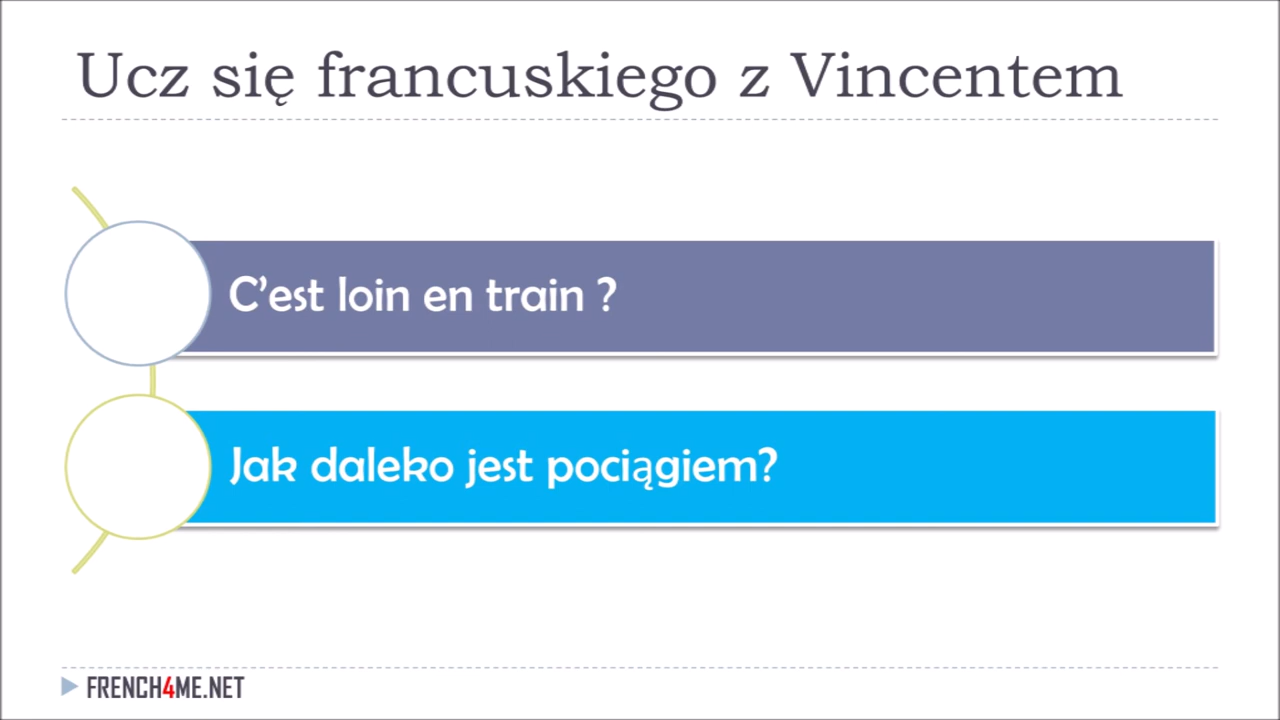 Ucz się francuskiego z Vincentem
C’est loin en train ?
Jak daleko jest pociągiem?
FRENCH4ME.NET